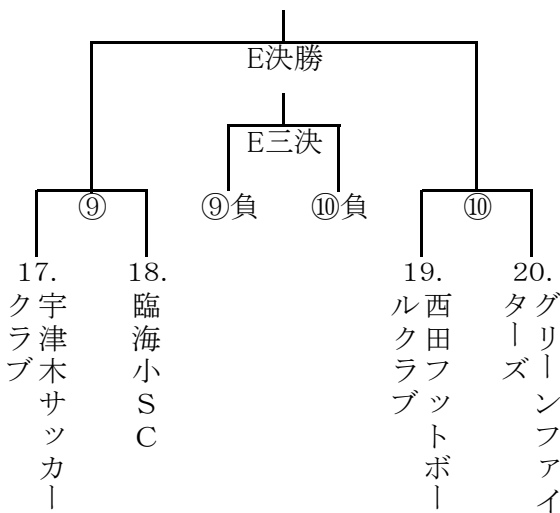 E決勝
E三決
⑨
⑨負
⑩負
⑩
17.
宇津木サッカー
クラブ
18.
臨海小SC
19.
西田フットボー
ルクラブ
20.
グリーンファイ
ターズ